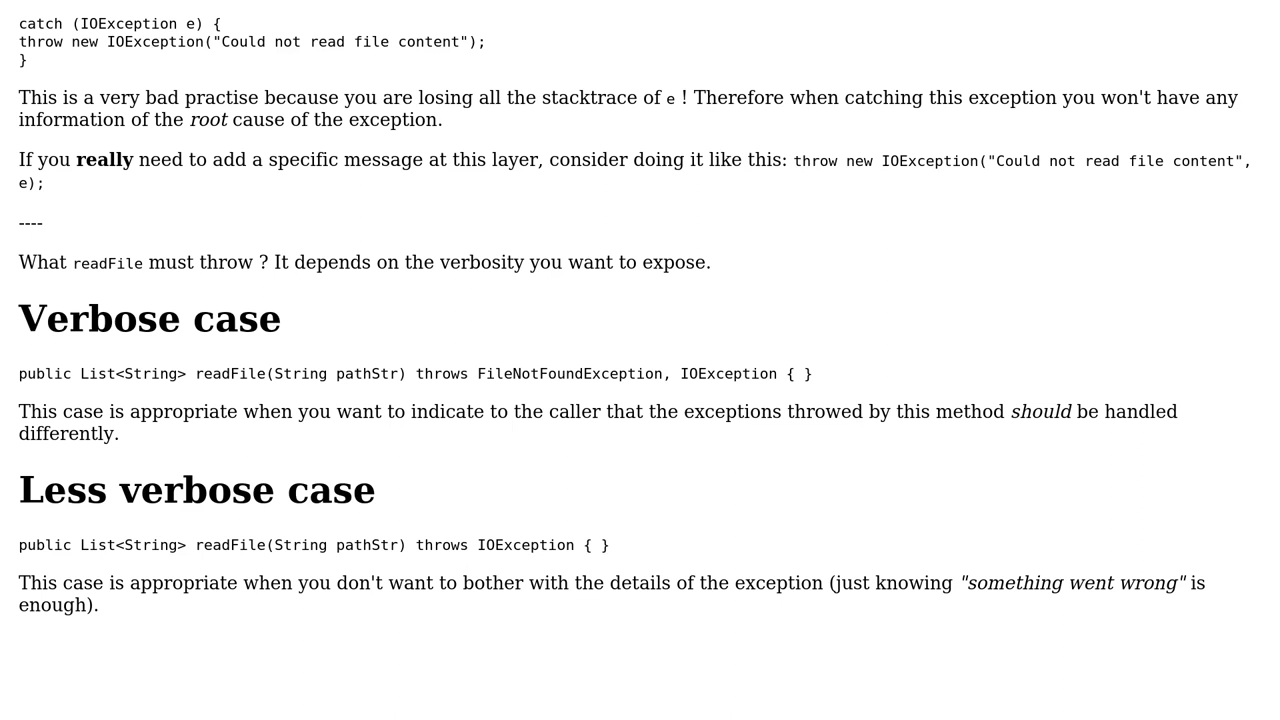 catch (IOException e) {
throw new IOException("Could not read file content");
}
This is a very bad practise because you are losing all the stacktrace of e ! Therefore when catching this exception you won't have any
information of the root cause of the exception.
If you really need to add a specific message at this layer, consider doing it like this: throw new IOException("Could not read file content",
e);
----
What readFile must throw ? It depends on the verbosity you want to expose.
Verbose case
public List<String> readFile(String pathStr) throws FileNotFoundException, IOException { }
This case is appropriate when you want to indicate to the caller that the exceptions throwed by this method should be handled
differently.
Less verbose case
public List<String> readFile(String pathStr) throws IOException { }
This case is appropriate when you don't want to bother with the details of the exception (just knowing "something went wrong" is
enough).